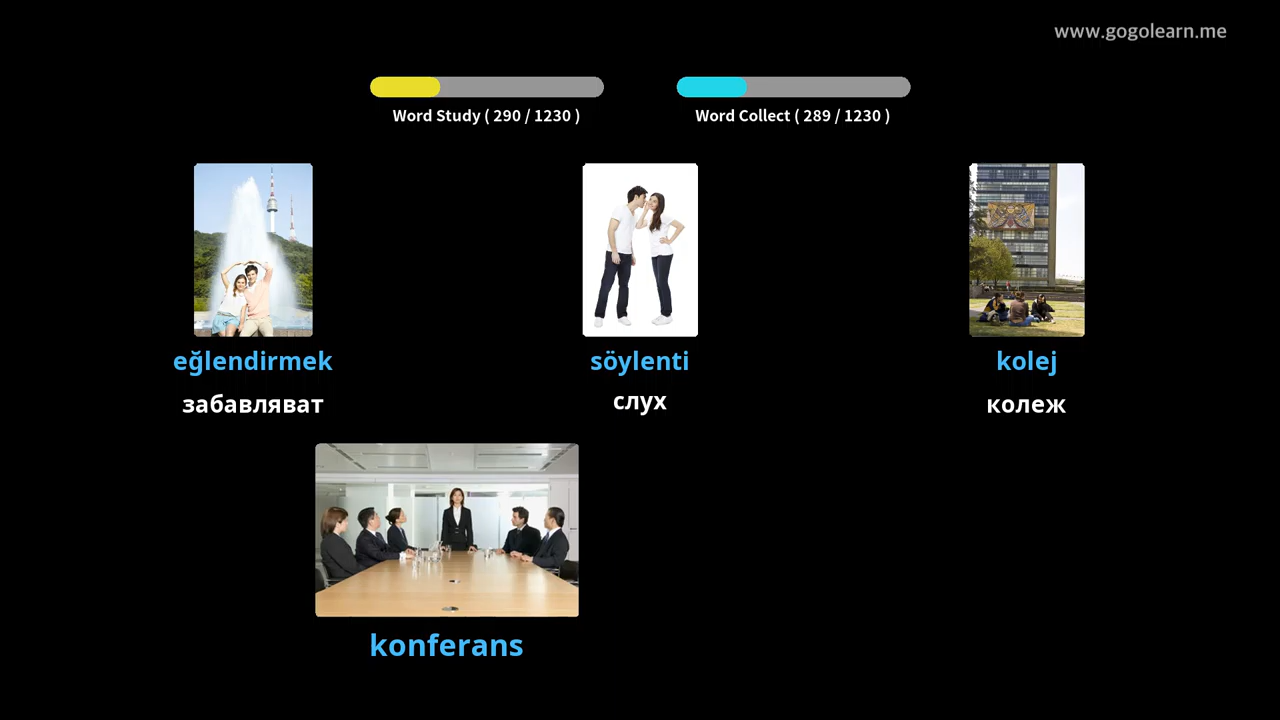 www.gogolearn.me
Word Study ( 290 / 1230 )
Word Collect ( 289 / 1230 )
eğlendirmek
söylenti
kolej
забавляват
слух
колеж
konferans